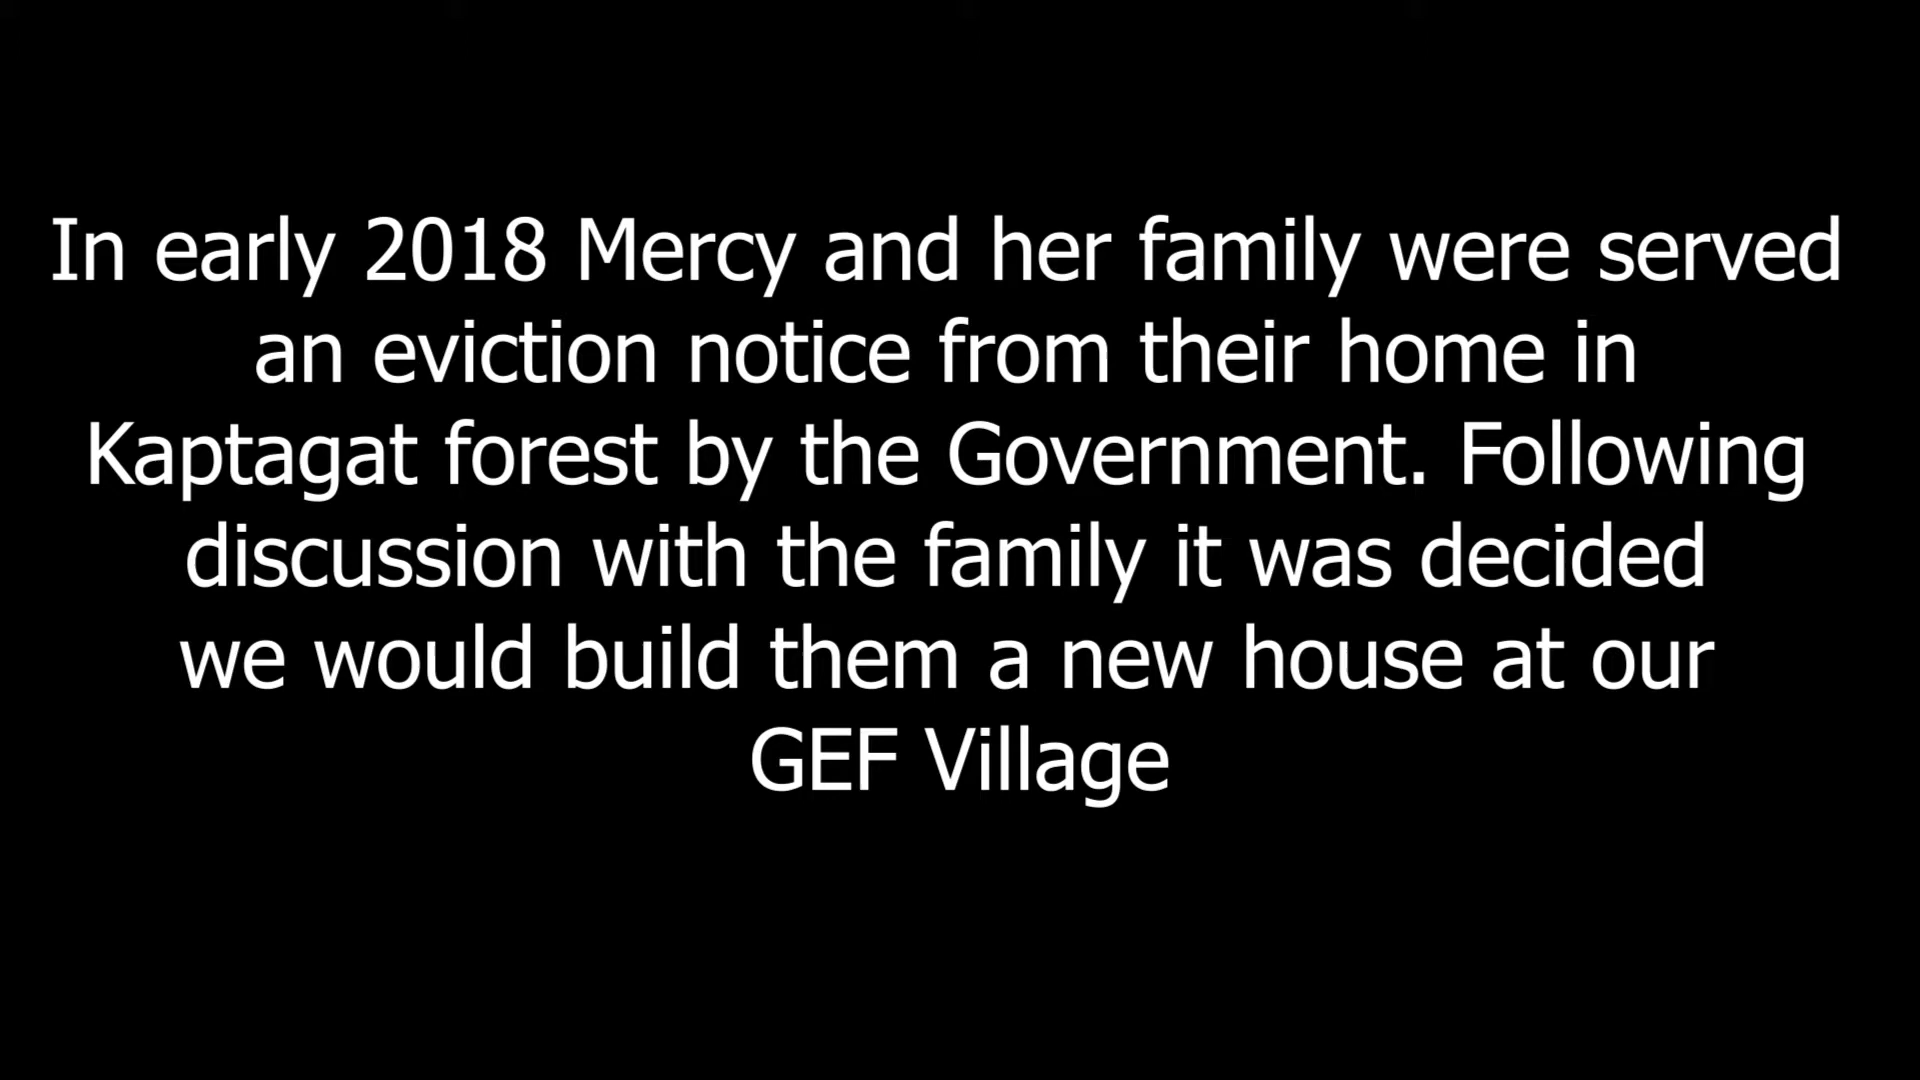 In early 2018 Mercy and her family were served
an eviction notice from their home in
Kaptagat forest by the Government. Following
discussion with the family it was decided
we would build them a new house at our
GEF Village